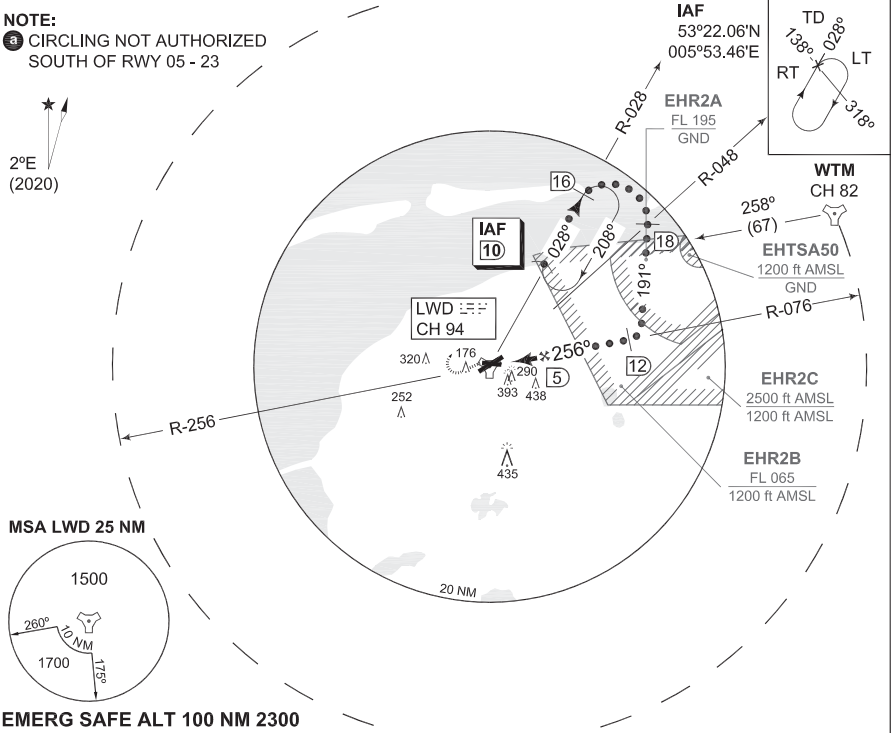 NOTE:
a CIRCLING NOT AUTHORIZED
SOUTH OF RWY 05 - 23
2ºE
(2020)
IAF
53º22.06'N
005º53.46'E
TD
138º
028º
RT
LT
318º
R-028
EHR2A
FL 195
GND
R-048
WTM
CH 82
258º
(67)
EHTSA50
1200 ft AMSL
GND
R-076
16
IAF
10
028º
208º
18
191º
LWD
CH 94
320
176
256º
12
290
5
393
438
252
R-256
435
EHR2C
2500 ft AMSL
1200 ft AMSL
EHR2B
FL 065
1200 ft AMSL
20 NM
MSA LWD 25 NM
1500
260º
10 NM
1700
175º
EMERG SAFE ALT 100 NM 2300